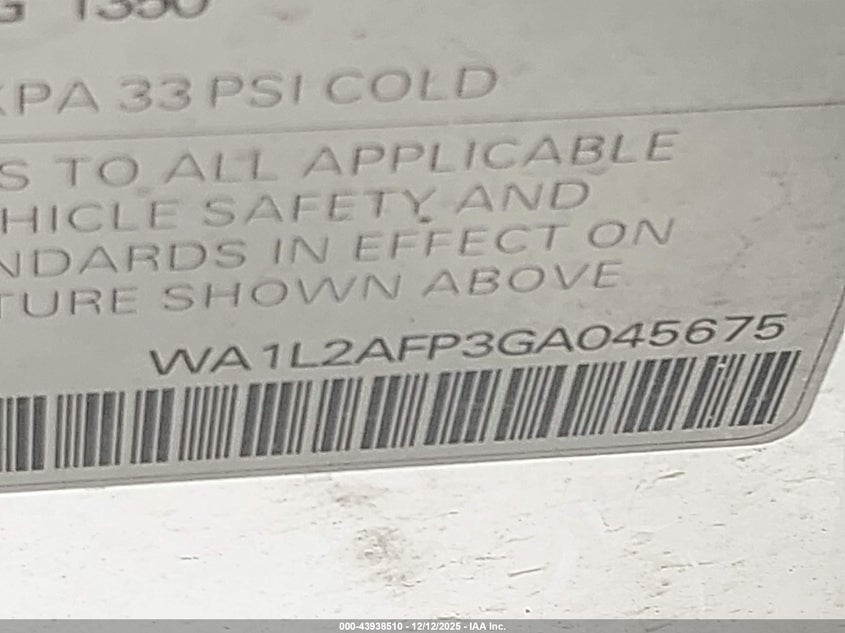 G 1350
KPA 33 PSI COLD
S TO ALL APPLICABLE
HICLE SAFETY AND
NDARDS IN EFFECT ON
TURE SHOWN ABOVE
WA1L2AFP3GA045675
000-43938510 - 12/12/2025 - IAA Inc.